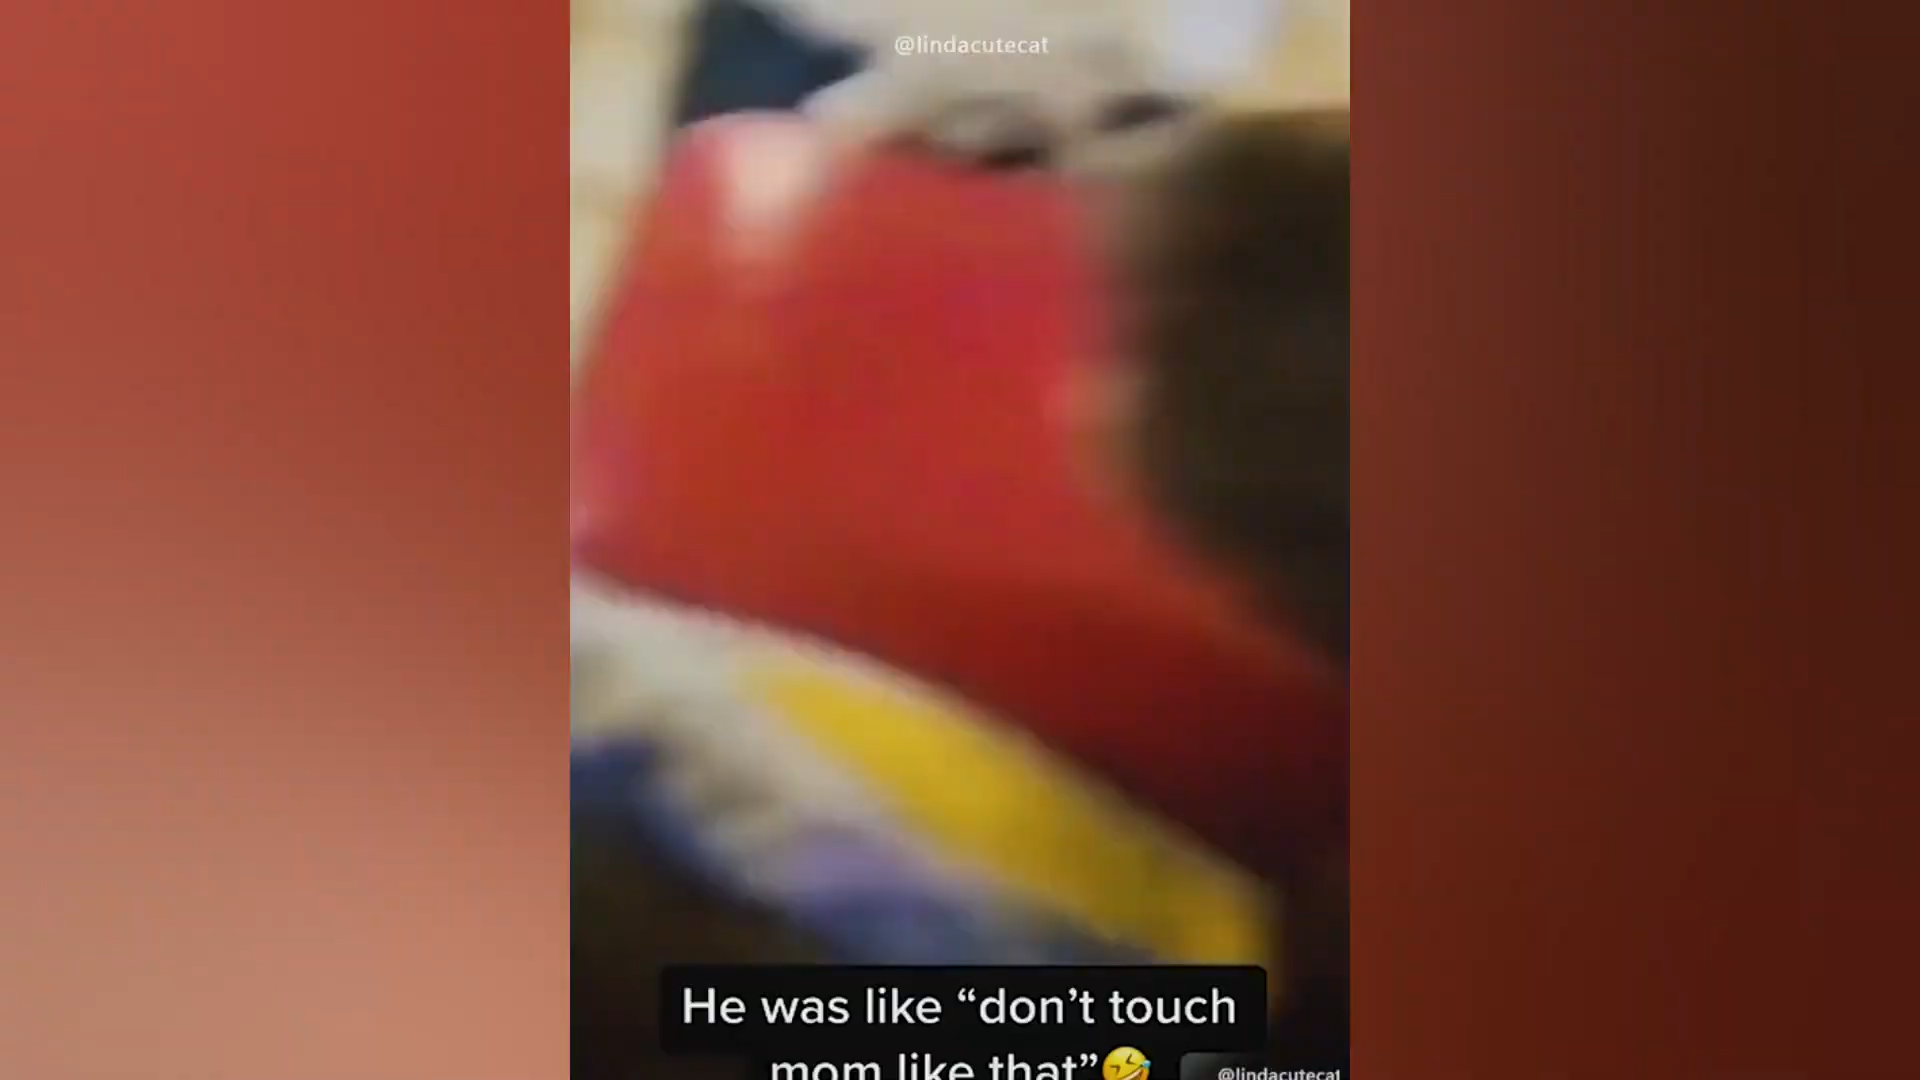 @lindacutecat
He was like “don’t touch
mom like that”🤣
@lindacutecat